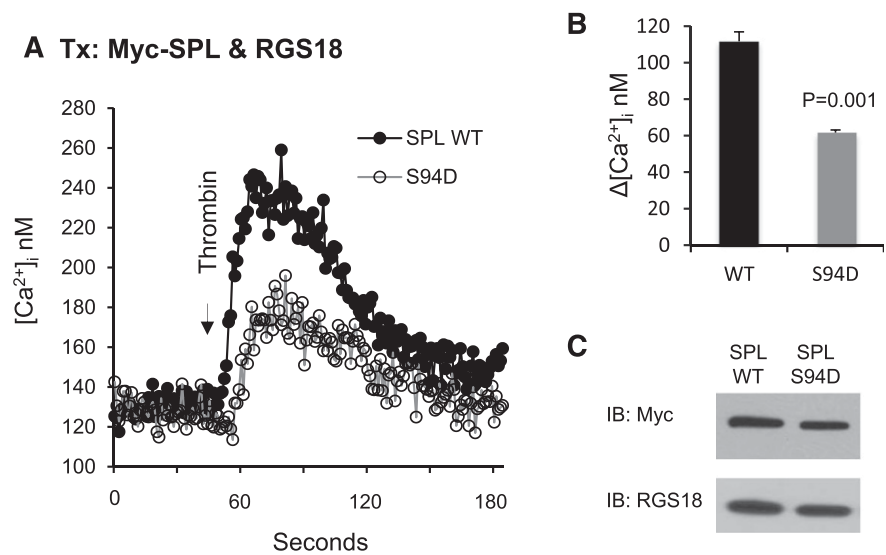 A Tx: Myc-SPL & RGS18
280
260
240
220
200
180
160
140
120
100
[Ca²⁺]ᵢ nM
Thrombin
SPL WT
S94D
0
60
120
180
Seconds
B
120
100
80
60
40
20
0
Δ[Ca²⁺]ᵢ nM
P=0.001
WT
S94D
C
SPL SPL
WT S94D
IB: Myc
IB: RGS18